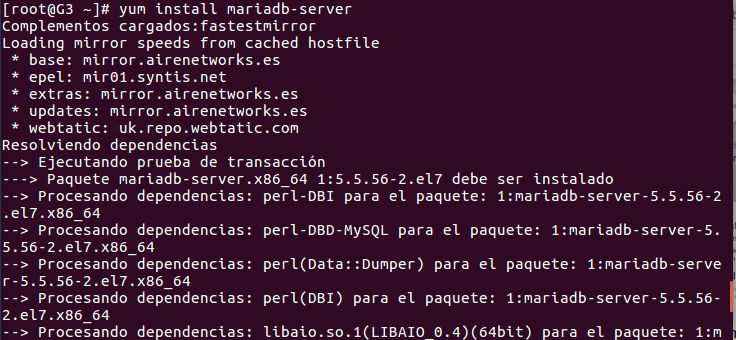 [root@G3 ~]# yum install mariadb-server
Complementos cargados:fastestmirror
Loading mirror speeds from cached hostfile
 * base: mirror.airenetworks.es
 * epel: mir01.syntis.net
 * extras: mirror.airenetworks.es
 * updates: mirror.airenetworks.es
 * webtatic: uk.repo.webtatic.com
Resolviendo dependencias
--> Ejecutando prueba de transacción
---> Paquete mariadb-server.x86_64 1:5.5.56-2.el7 debe ser instalado
--> Procesando dependencias: perl-DBI para el paquete: 1:mariadb-server-5.5.56-2
.el7.x86_64
--> Procesando dependencias: perl-DBD-MySQL para el paquete: 1:mariadb-server-5.
5.56-2.el7.x86_64
--> Procesando dependencias: perl(Data::Dumper) para el paquete: 1:mariadb-serve
r-5.5.56-2.el7.x86_64
--> Procesando dependencias: perl(DBI) para el paquete: 1:mariadb-server-5.5.56-
2.el7.x86_64
--> Procesando dependencias: libaio.so.1(LIBAIO_0.4)(64bit) para el paquete: 1:m